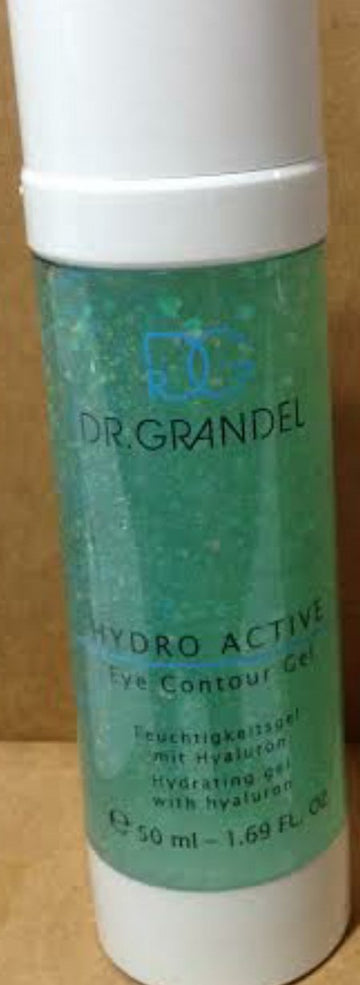 DG
DR.GRANDEL
HYDRO ACTIVE
Eye Contour Gel
Feuchtigkeitsgel
mit Hyaluron
Hydrating gel
with hyaluron
℮ 50 ml – 1.69 FL. OZ